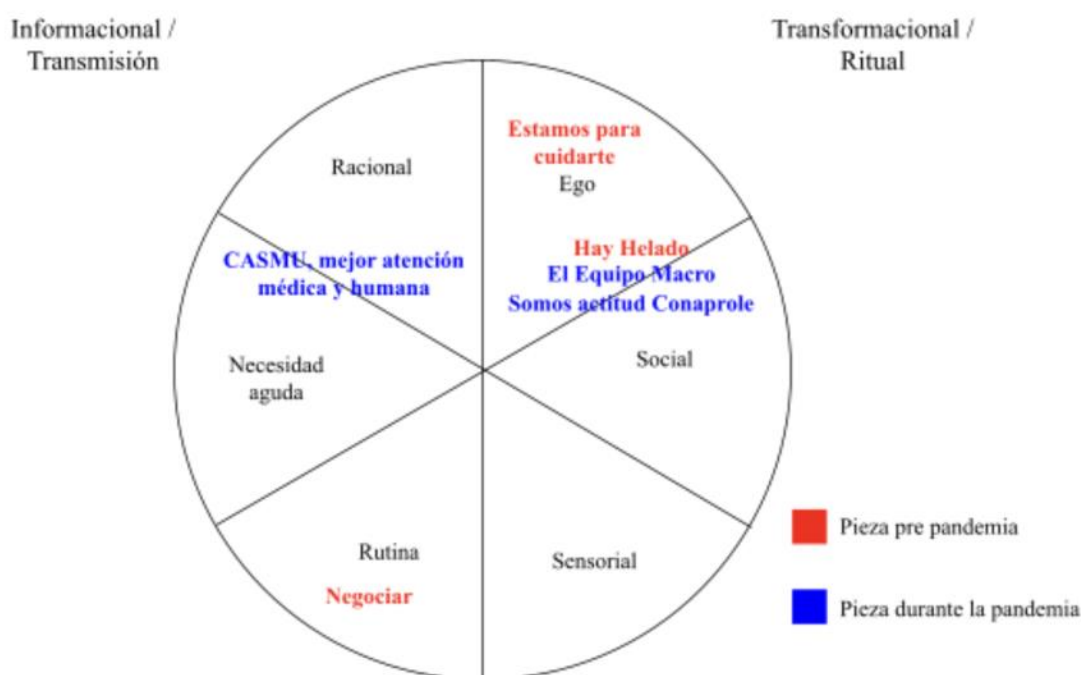 Informacional /
Transmisión
Transformacional /
Ritual
Racional
Estamos para
cuidarte
Ego
CASMU, mejor atención
médica y humana
Hay Helado
El Equipo Macro
Somos actitud Conaprole
Necesidad
aguda
Social
Rutina
Negociar
Sensorial
Pieza pre pandemia
Pieza durante la pandemia